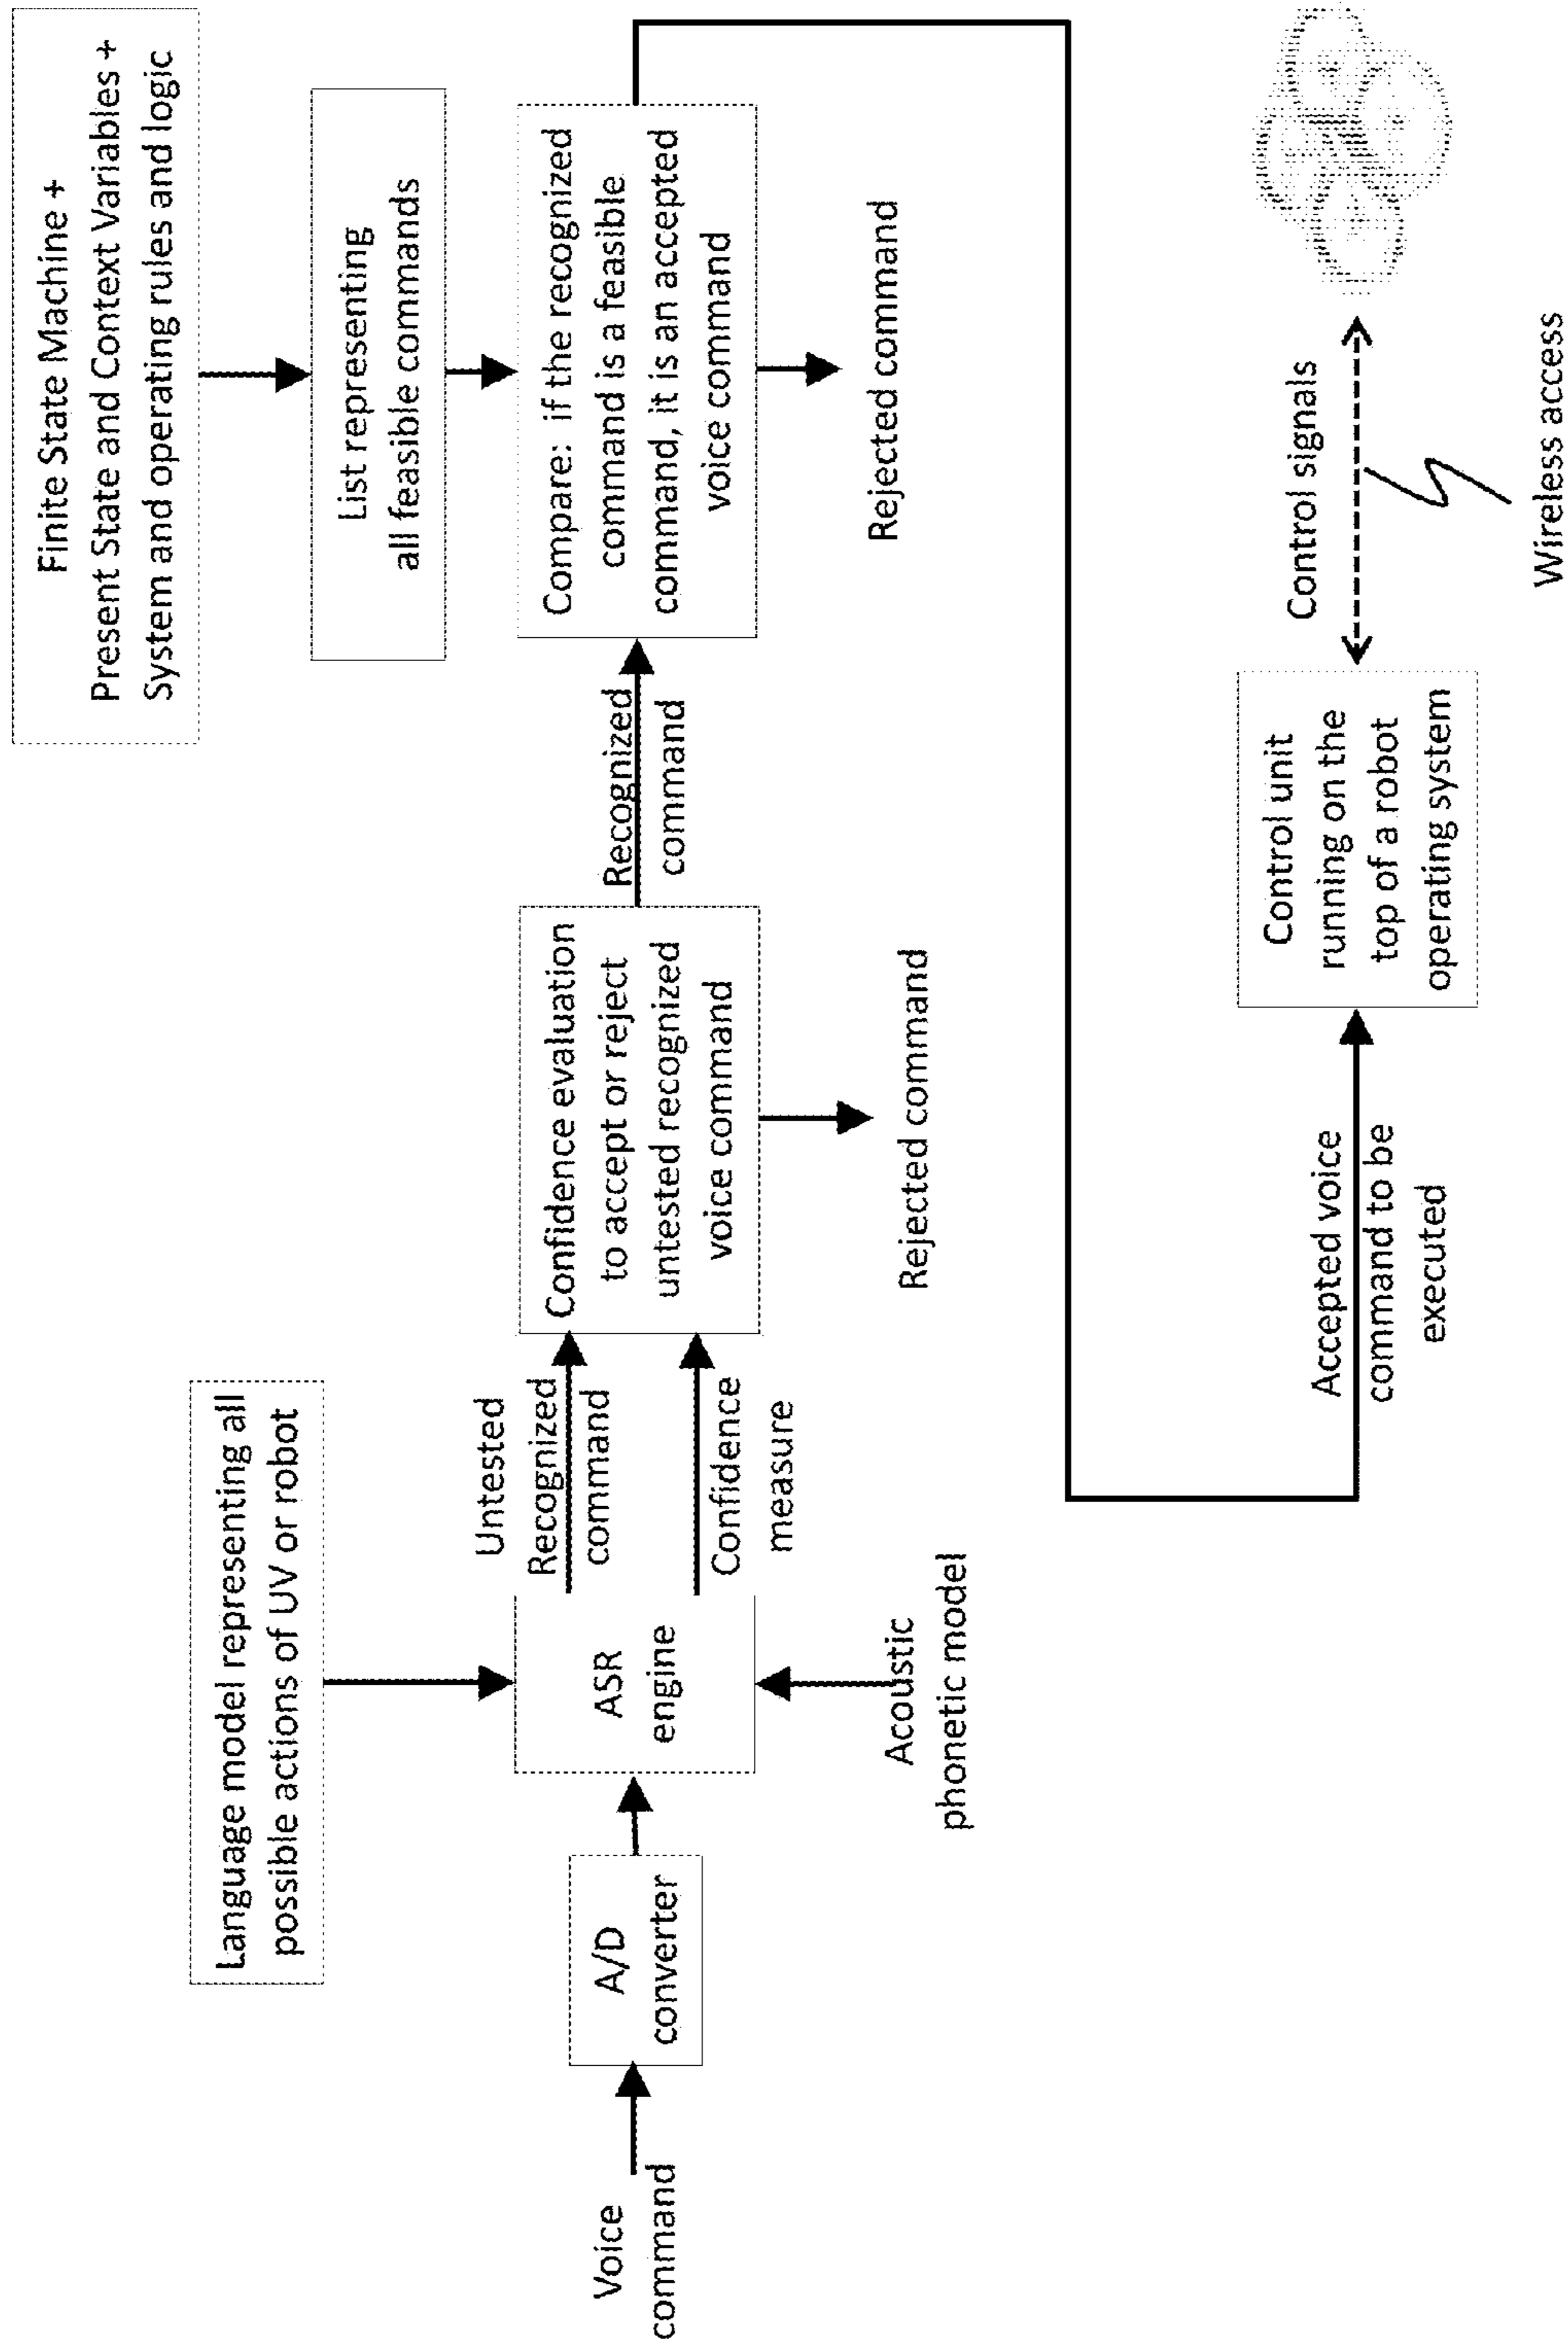 Finite State Machine +
Present State and Context Variables +
System and operating rules and logic
Language model representing all
possible actions of UV or robot
List representing
all feasible commands
Voice
command
A/D
converter
ASR
engine
Acoustic
phonetic model
Untested
Recognized
command
Confidence
measure
Confidence evaluation
to accept or reject
untested recognized
voice command
Rejected command
Recognized
command
Compare: if the recognized
command is a feasible
command, it is an accepted
voice command
Rejected command
Accepted voice
command to be
executed
Control unit
running on the
top of a robot
operating system
Control signals
Wireless access